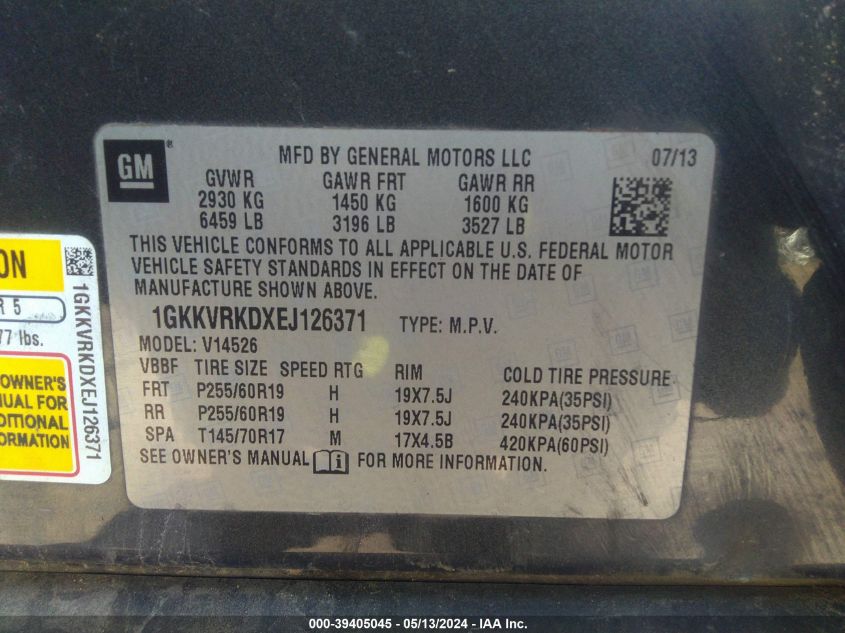 GM
®
MFD BY GENERAL MOTORS LLC 07/13
GVWR GAWR FRT GAWR RR
2930 KG 1450 KG 1600 KG
6459 LB 3196 LB 3527 LB
THIS VEHICLE CONFORMS TO ALL APPLICABLE U.S. FEDERAL MOTOR
VEHICLE SAFETY STANDARDS IN EFFECT ON THE DATE OF
MANUFACTURE SHOWN ABOVE.
1GKKVRKDXEJ126371 TYPE: M.P.V.
MODEL: V14526
VBBF TIRE SIZE SPEED RTG RIM COLD TIRE PRESSURE
FRT P255/60R19 H 19X7.5J 240KPA(35PSI)
RR P255/60R19 H 19X7.5J 240KPA(35PSI)
SPA T145/70R17 M 17X4.5B 420KPA(60PSI)
SEE OWNER'S MANUAL i FOR MORE INFORMATION.
ON
R 5
77 lbs.
OWNER'S
UAL FOR
DITIONAL
ORMATION
1GKKVRKDXEJ126371
000-39405045 - 05/13/2024 - IAA Inc.